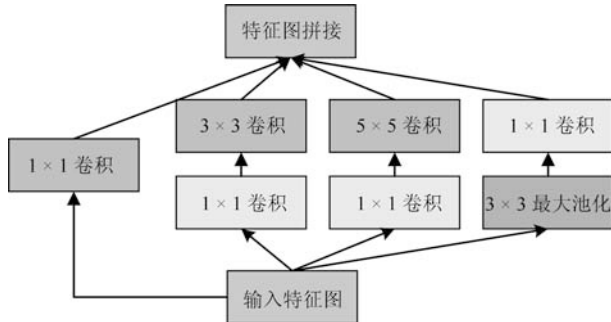 特征图拼接
3 × 3 卷积
5 × 5 卷积
1 × 1 卷积
1 × 1 卷积
1 × 1 卷积
1 × 1 卷积
3 × 3 最大池化
输入特征图